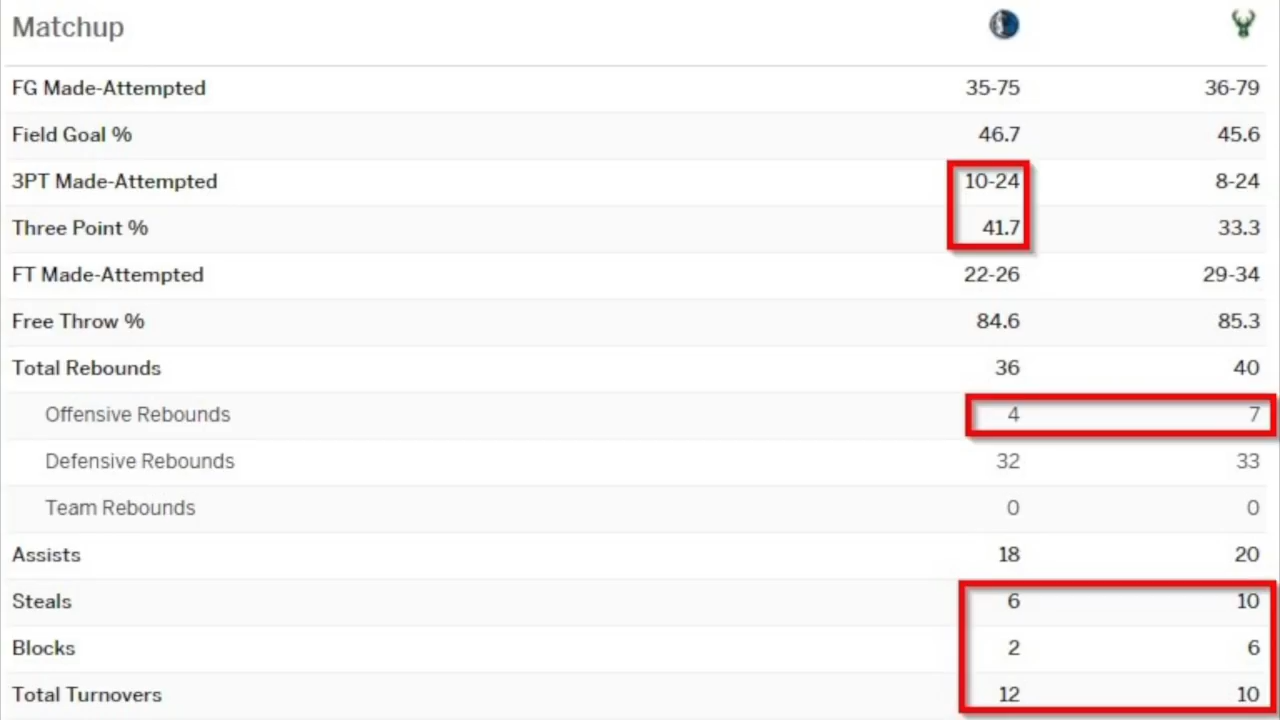 Matchup
FG Made-Attempted 35-75 36-79
Field Goal % 46.7 45.6
3PT Made-Attempted 10-24 8-24
Three Point % 41.7 33.3
FT Made-Attempted 22-26 29-34
Free Throw % 84.6 85.3
Total Rebounds 36 40
Offensive Rebounds 4 7
Defensive Rebounds 32 33
Team Rebounds 0 0
Assists 18 20
Steals 6 10
Blocks 2 6
Total Turnovers 12 10